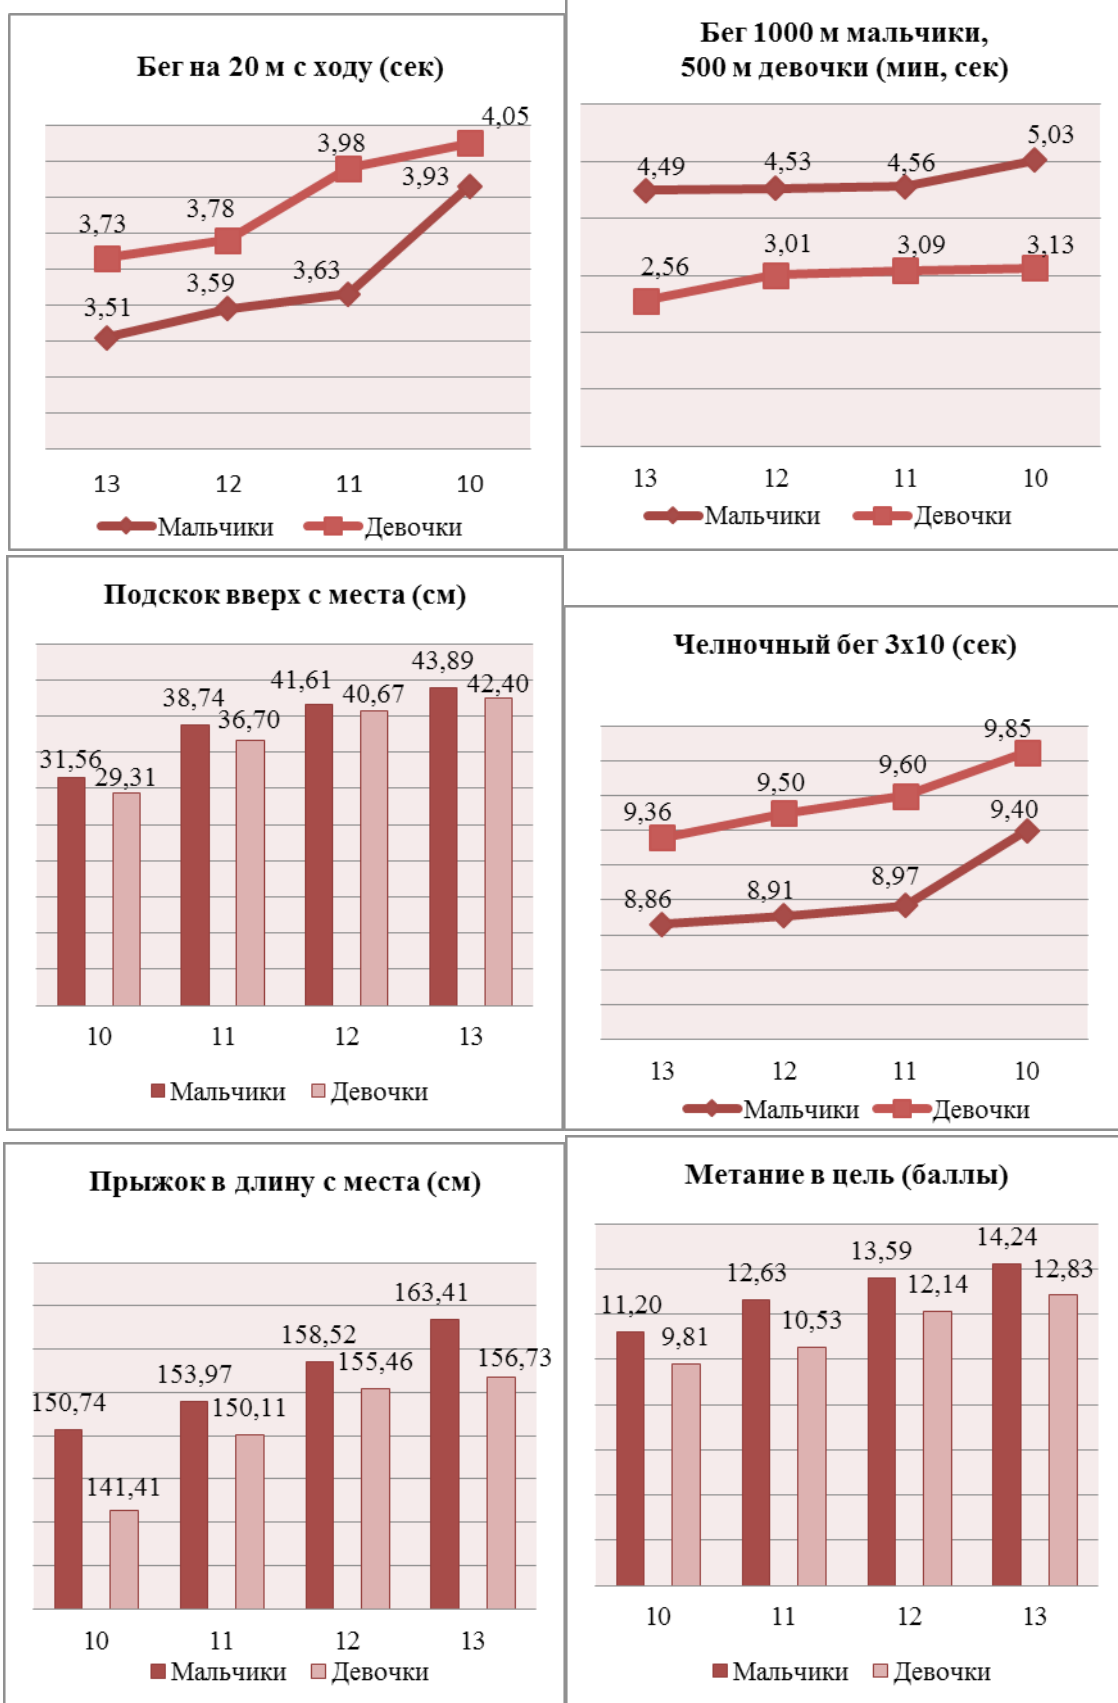 Бег на 20 м с ходу (сек)
4,05
3,98
3,93
3,78
3,73
3,63
3,59
3,51
13 12 11 10
Мальчики Девочки
Бег 1000 м мальчики,
500 м девочки (мин, сек)
5,03
4,49 4,53 4,56
3,01 3,09 3,13
2,56
13 12 11 10
Мальчики Девочки
Подскок вверх с места (см)
43,89
41,61 42,40
38,74 40,67
36,70
31,56
29,31
10 11 12 13
Мальчики Девочки
Челночный бег 3х10 (сек)
9,85
9,60
9,50
9,36 9,40
8,97
8,86 8,91
13 12 11 10
Мальчики Девочки
Прыжок в длину с места (см)
163,41
158,52
153,97 155,46 156,73
150,74 150,11
141,41
10 11 12 13
Мальчики Девочки
Метание в цель (баллы)
14,24
13,59
12,63 12,14 12,83
11,20 10,53
9,81
10 11 12 13
Мальчики Девочки